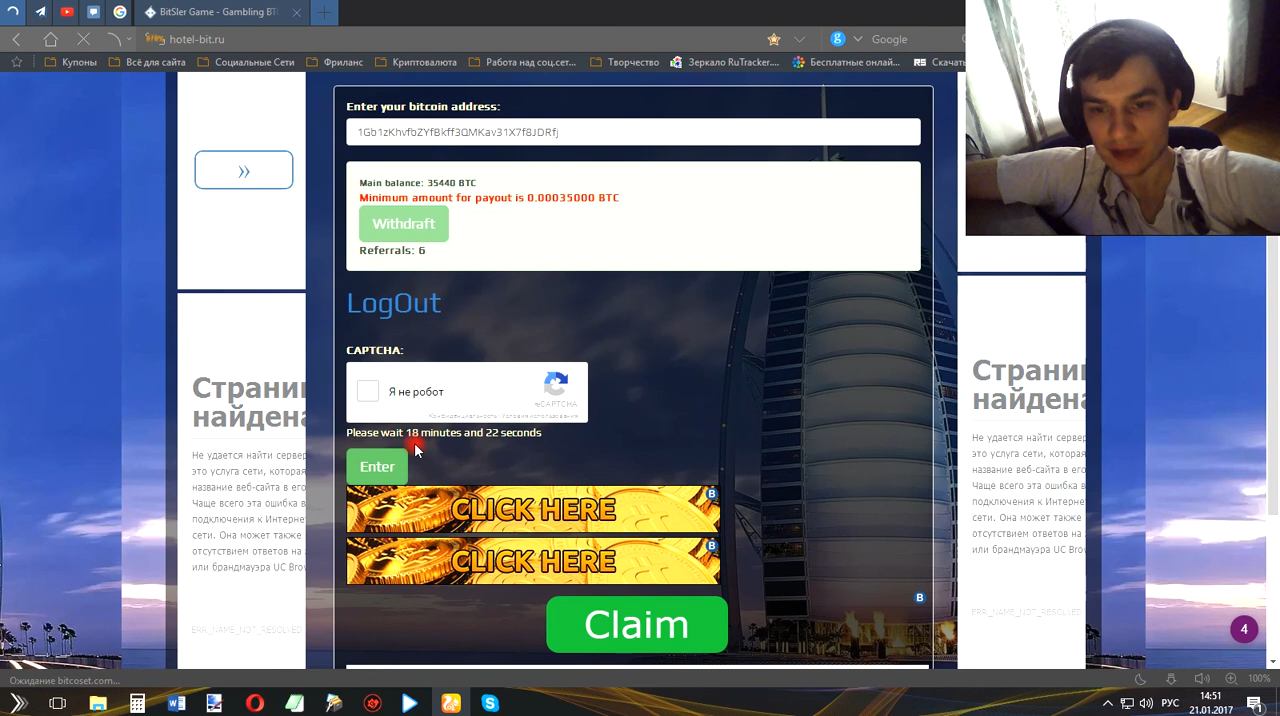 BitSler Game - Gambling BT
hotel-bit.ru
Google
Купоны
Всё для сайта
Социальные Сети
Фриланс
Криптовалюта
Работа над соц.сет...
Творчество
Зеркало RuTracker....
Бесплатные онлай...
RE Скачать
Enter your bitcoin address:
1Gb1zKhvfbZYfBkff3QMKav31X7f8JDRfj
»
Main balance: 35440 BTC
Minimum amount for payout is 0.00035000 BTC
Withdraft
Referrals: 6
LogOut
CAPTCHA:
Я не робот
reCAPTCHA
Конфиденциальность Условия использования
Please wait 18 minutes and 22 seconds
Enter
CLICK HERE
B
CLICK HERE
B
B
Claim
Страни
найдена
Не удается найти сервер
это услуга сети, которая
название веб-сайта в его
Чаще всего эта ошибка в
подключения к Интернет
сети. Она может также
отсутствием ответов на
или брандмауэра UC Brow
ERR_NAME_NOT_RESOLVED
Страни
найдена
Не удается найти сервер
это услуга сети, которая
название веб-сайта в его
Чаще всего эта ошибка в
подключения к Интернет
сети. Она может также
отсутствием ответов на
или брандмауэра UC Brow
ERR_NAME_NOT_RESOLVED
4
Ожидание bitcoset.com...
100%
РУС
14:51
21.01.2017